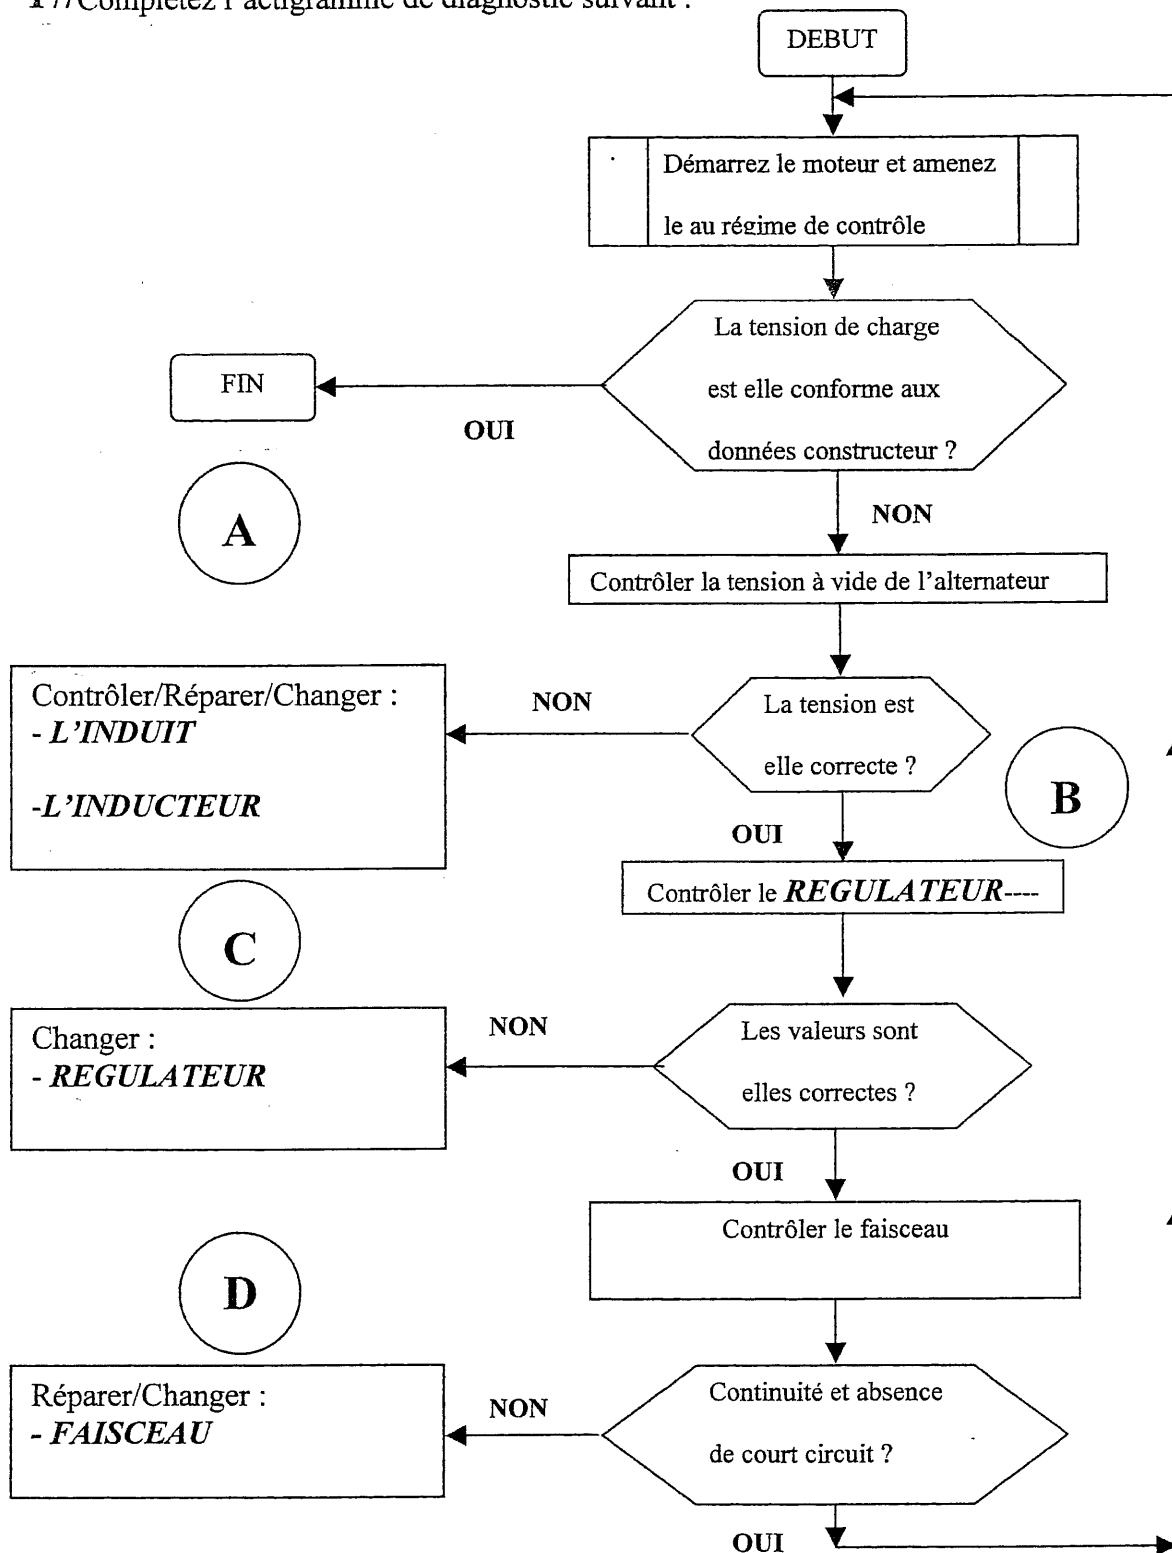 1°/ Complétez l'actigramme de diagnostic suivant :
DEBUT
Démarrez le moteur et amenez
le au régime de contrôle
La tension de charge
est elle conforme aux
données constructeur ?
FIN
OUI
A
NON
Contrôler la tension à vide de l'alternateur
Contrôler/Réparer/Changer :
- L'INDUIT
-L'INDUCTEUR
NON
La tension est
elle correcte ?
B
OUI
Contrôler le REGULATEUR----
C
Changer :
- REGULATEUR
NON
Les valeurs sont
elles correctes ?
OUI
Contrôler le faisceau
D
Réparer/Changer :
- FAISCEAU
NON
Continuité et absence
de court circuit ?
OUI